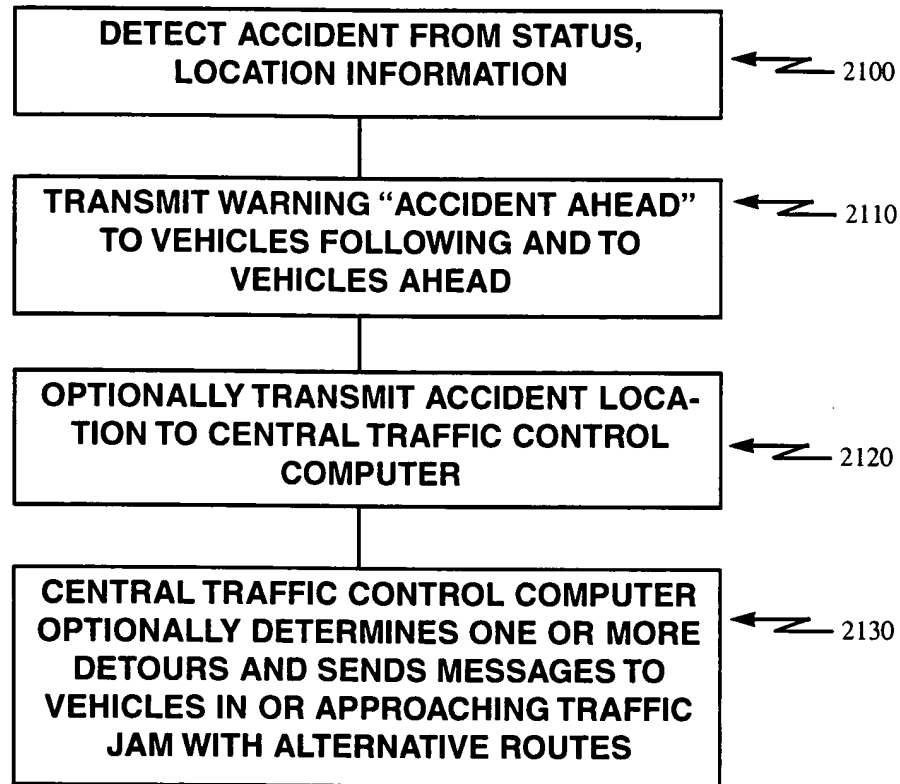 DETECT ACCIDENT FROM STATUS,
LOCATION INFORMATION
2100
TRANSMIT WARNING “ACCIDENT AHEAD”
TO VEHICLES FOLLOWING AND TO
VEHICLES AHEAD
2110
OPTIONALLY TRANSMIT ACCIDENT LOCA-
TION TO CENTRAL TRAFFIC CONTROL
COMPUTER
2120
CENTRAL TRAFFIC CONTROL COMPUTER
OPTIONALLY DETERMINES ONE OR MORE
DETOURS AND SENDS MESSAGES TO
VEHICLES IN OR APPROACHING TRAFFIC
JAM WITH ALTERNATIVE ROUTES
2130